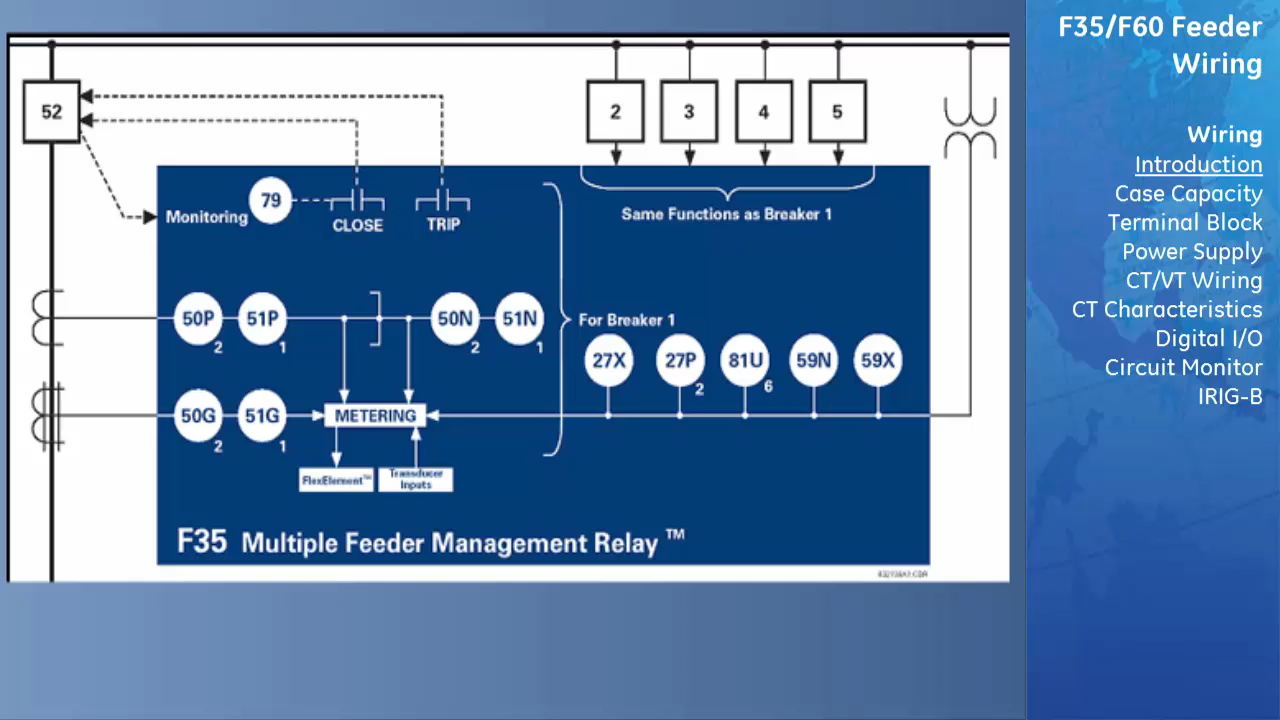 F35/F60 Feeder
Wiring
Wiring
Introduction
Case Capacity
Terminal Block
Power Supply
CT/VT Wiring
CT Characteristics
Digital I/O
Circuit Monitor
IRIG-B
52
2
3
4
5
Monitoring
79
CLOSE
TRIP
Same Functions as Breaker 1
50P
2
51P
1
50N
2
51N
1
For Breaker 1
27X
27P
2
81U
6
59N
59X
50G
2
51G
1
METERING
FlexElement™
Transducer
Inputs
F35 Multiple Feeder Management Relay ™